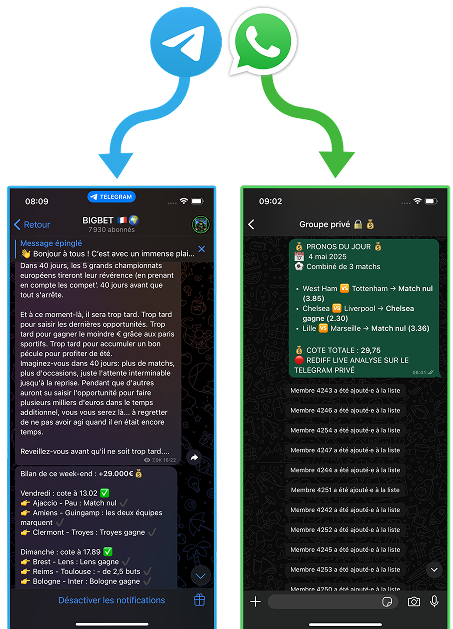 08:09
TELEGRAM
Retour
BIGBET 🇫🇷🌍
7 930 abonnés
Message épinglé
👋 Bonjour à tous ! C'est avec un immense plai...
Dans 40 jours, les 5 grands championnats
européens tireront leur révérence (en prenant
en compte les compet'. 40 jours avant que
tout s'arrête.
Et à ce moment-là, il sera trop tard. Trop
tard pour saisir les dernières opportunités. Trop
tard pour gagner le moindre € grâce aux paris
sportifs. Trop tard pour accumuler un bon
pécule pour profiter de été.
Imaginez-vous dans 40 jours: plus de matchs,
plus d'occasions, juste l'attente interminable
jusqu'à la reprise. Pendant que d'autres
auront su saisir l'opportunité pour faire
plusieurs milliers d'euros dans le temps
additionnel, vous vous serez là... à regretter
de ne pas avoir agi quand il en était encore
temps.
Reveillez-vous avant qu'il ne soit trop tard....
7.9K 16:22
Bilan de ce week-end : +29.000€💰
Vendredi : cote à 13.02 ✅
👉 Ajaccio - Pau : Match nul ✔
👉 Amiens - Guingamp : les deux équipes
marquent ✔
👉 Clermont - Troyes : Troyes gagne ✔
Dimanche : cote à 17.89 ✅
👉 Brest - Lens : Lens gagne ✔
👉 Reims - Toulouse : - de 2,5 buts ✔
👉 Bologne - Inter : Bologne gagne ✔
Désactiver les notifications
09:02
Groupe privé 🔒 💰
💰 PRONOS DU JOUR 💰
📅 4 mai 2025
⚽ Combiné de 3 matchs
• West Ham 🆚 Tottenham → Match nul
(3.85)
• Chelsea 🆚 Liverpool → Chelsea
gagne (2.30)
• Lille 🆚 Marseille → Match nul (3.36)
💰 COTE TOTALE : 29,75
🔴 REDIFF LIVE ANALYSE SUR LE
TELEGRAM PRIVÉ
08:41
Membre 4243 a été ajouté·e à la liste
Membre 4246 a été ajouté·e à la liste
Membre 4254 a été ajouté·e à la liste
Membre 4247 a été ajouté·e à la liste
Membre 4244 a été ajouté·e à la liste
Membre 4251 a été ajouté·e à la liste
Membre 4242 a été ajouté·e à la liste
Membre 4252 a été ajouté·e à la liste
Membre 4245 a été ajouté·e à la liste
Membre 4253 a été ajouté·e à la liste
Membre 4250 a été ajouté·e à la liste